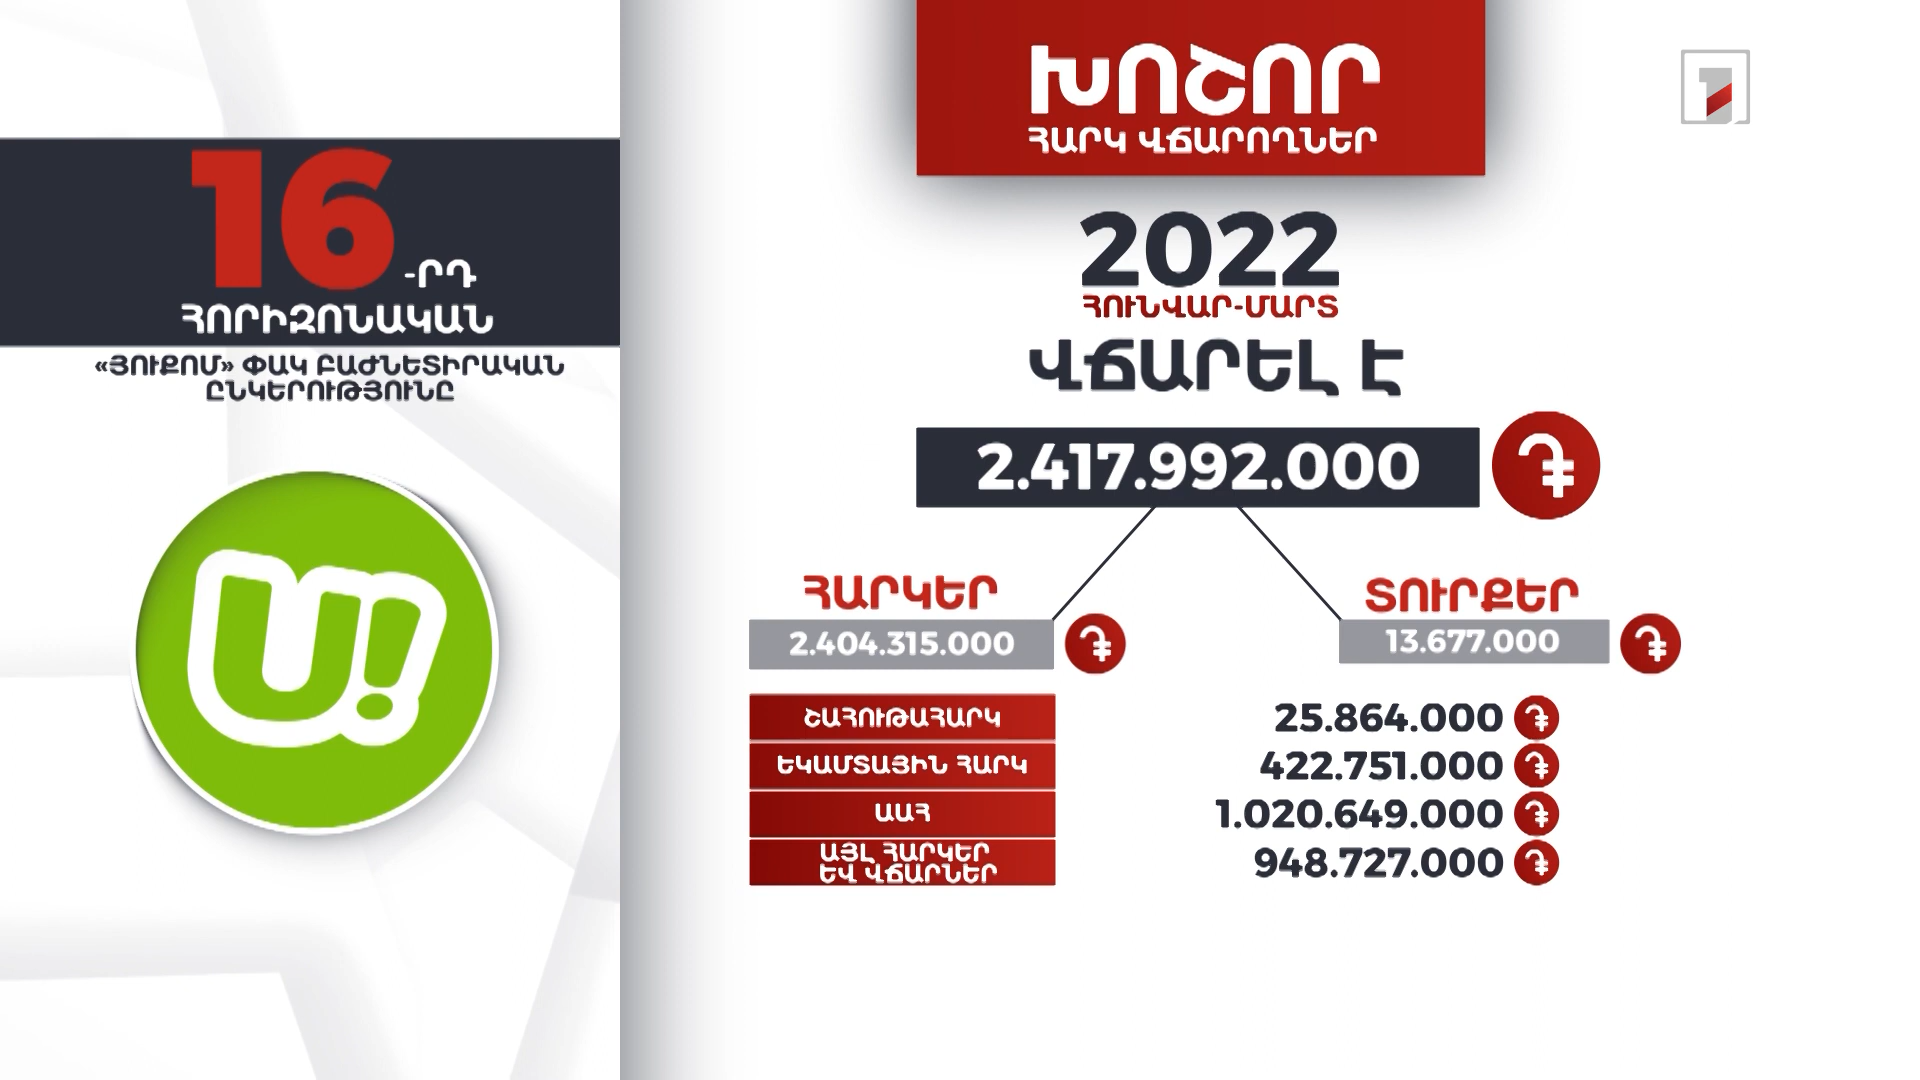 16-ՐԴ
ՀՈՐԻԶՈՆԱԿԱՆ
«ՅՈՒՔՈՄ» ՓԱԿ ԲԱԺՆԵՏԻՐԱԿԱՆ
ԸՆԿԵՐՈՒԹՅՈՒՆԸ
U!
ԽՈՇՈՐ
ՀԱՐԿ ՎՃԱՐՈՂՆԵՐ
1
2022
ՀՈՒՆՎԱՐ-ՄԱՐՏ
ՎՃԱՐԵԼ Է
2.417.992.000 ֏
ՀԱՐԿԵՐ
2.404.315.000 ֏
ՏՈՒՐՔԵՐ
13.677.000 ֏
ՇԱՀՈՒԹԱՀԱՐԿ 25.864.000 ֏
ԵԿԱՄՏԱՅԻՆ ՀԱՐԿ 422.751.000 ֏
ԱԱՀ 1.020.649.000 ֏
ԱՅԼ ՀԱՐԿԵՐ
ԵՎ ՎՃԱՐՆԵՐ 948.727.000 ֏